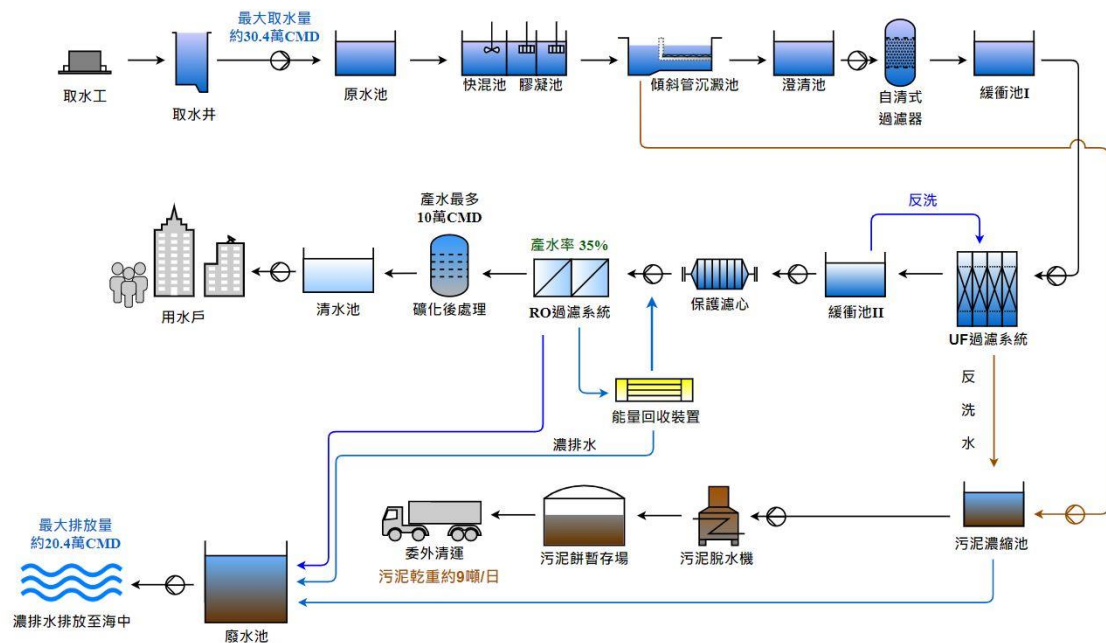 最大取水量
約30.4萬CMD
取水工
取水井
原水池
快混池
膠凝池
傾斜管沉澱池
澄清池
自清式
過濾器
緩衝池I
反洗
產水最多
10萬CMD
產水率 35%
用水戶
清水池
礦化後處理
RO過濾系統
保護濾心
緩衝池II
UF過濾系統
能量回收裝置
反
洗
水
濃排水
最大排放量
約20.4萬CMD
濃排水排放至海中
廢水池
委外清運
污泥乾重約9噸/日
污泥餅暫存場
污泥脫水機
污泥濃縮池